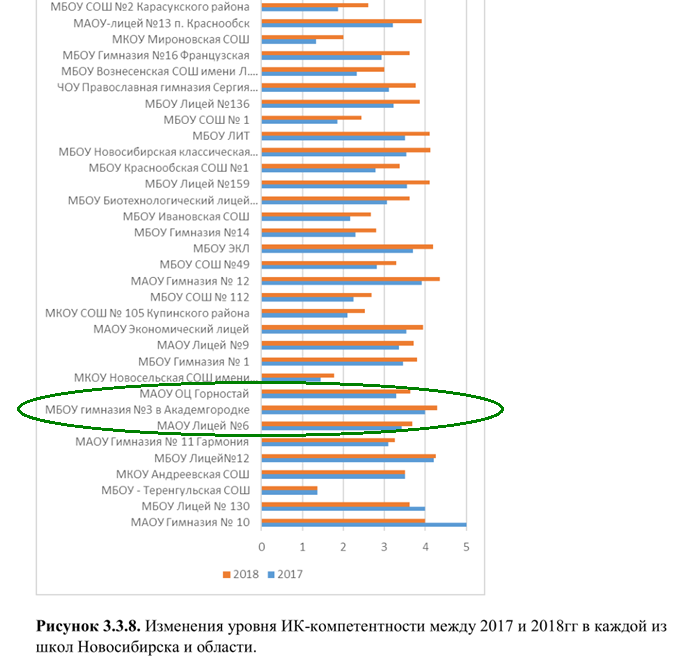 МБОУ СОШ №2 Карасукского района
МАОУ-лицей №13 п. Краснообск
МКОУ Мироновская СОШ
МБОУ Гимназия №16 Французская
МБОУ Вознесенская СОШ имени Л....
ЧОУ Православная гимназия Сергия...
МБОУ Лицей №136
МБОУ СОШ № 1
МБОУ ЛИТ
МБОУ Новосибирская классическая...
МБОУ Краснообская СОШ №1
МБОУ Лицей №159
МБОУ Биотехнологический лицей...
МБОУ Ивановская СОШ
МБОУ Гимназия №14
МБОУ ЭКЛ
МБОУ СОШ №49
МАОУ Гимназия № 12
МБОУ СОШ № 112
МКОУ СОШ № 105 Купинского района
МАОУ Экономический лицей
МАОУ Лицей №9
МБОУ Гимназия № 1
МКОУ Новосельская СОШ имени
МАОУ ОЦ Горностай
МБОУ гимназия №3 в Академгородке
МАОУ Лицей №6
МАОУ Гимназия № 11 Гармония
МБОУ Лицей№12
МКОУ Андреевская СОШ
МБОУ - Теренгульская СОШ
МБОУ Лицей № 130
МАОУ Гимназия № 10
0 1 2 3 4 5
2018 2017
Рисунок 3.3.8. Изменения уровня ИК-компетентности между 2017 и 2018гг в каждой из
школ Новосибирска и области.